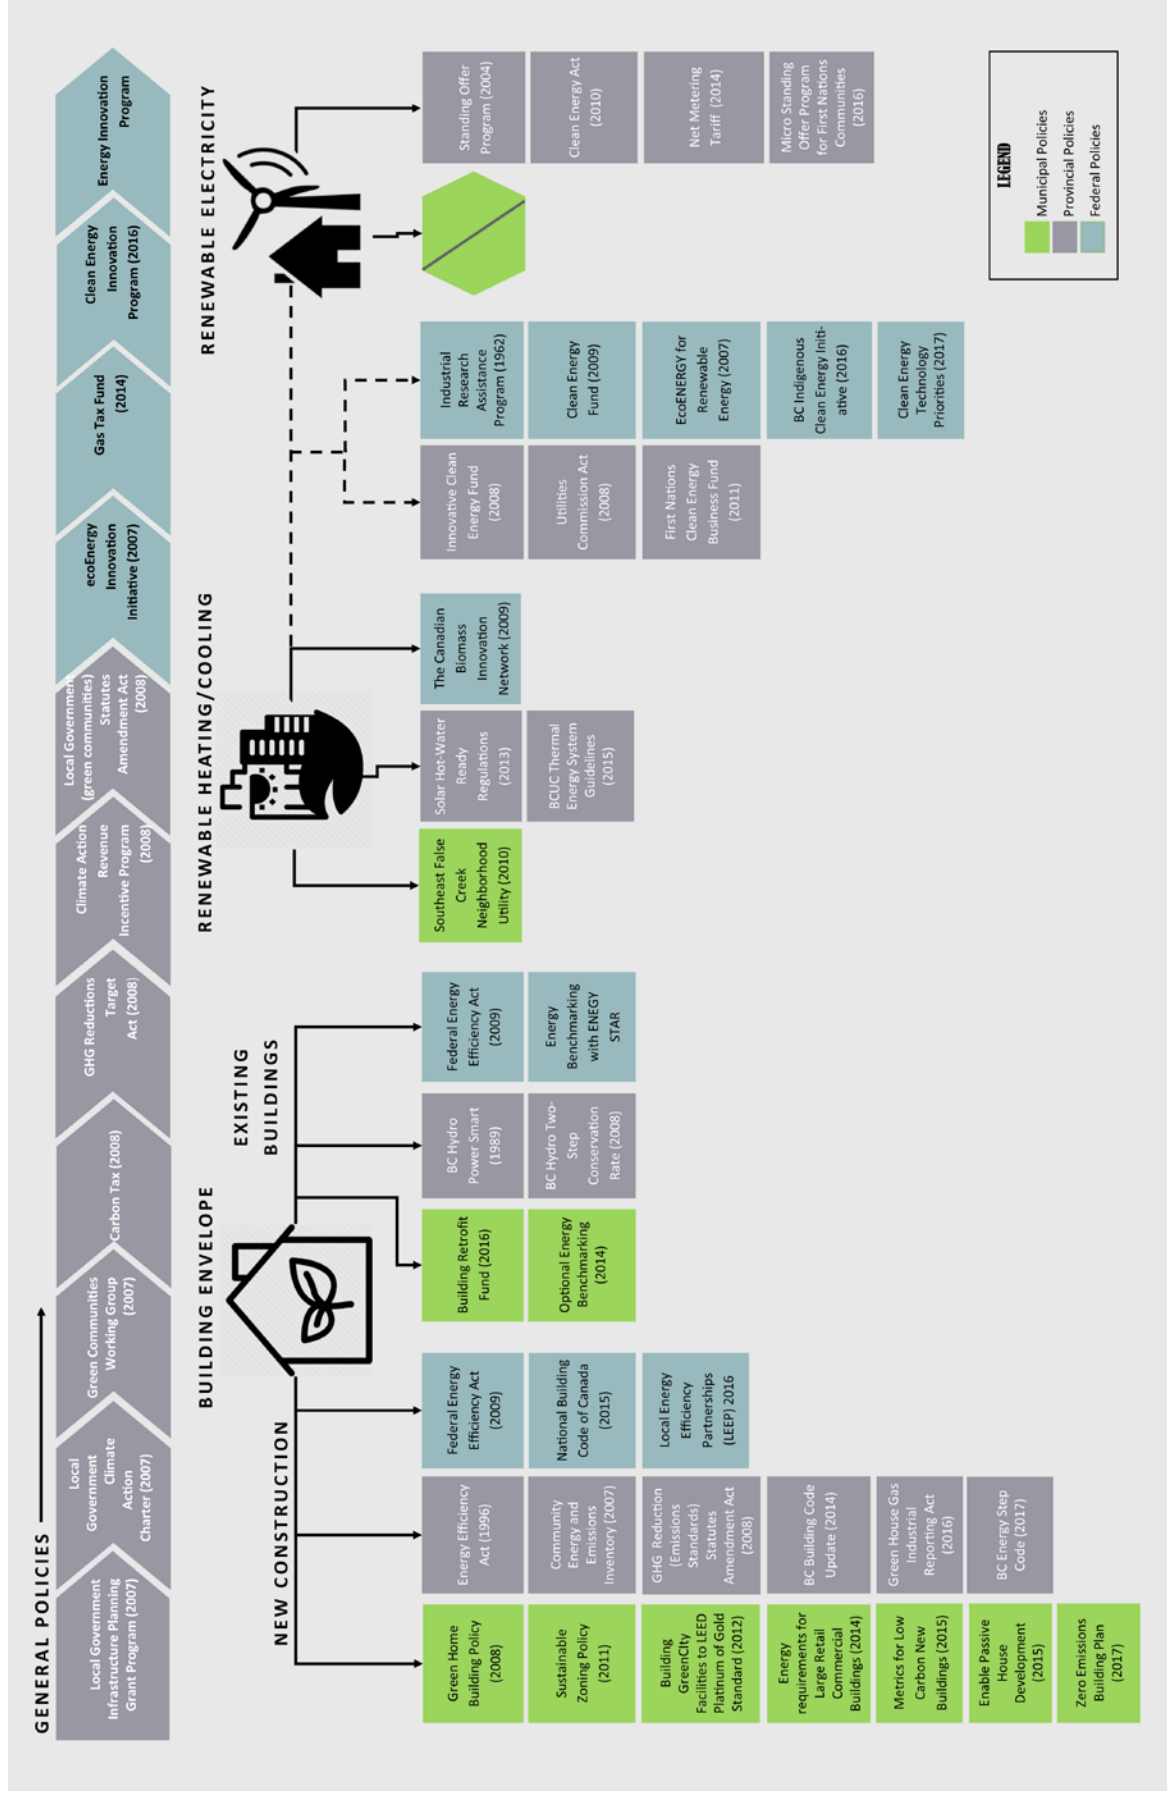 GENERAL POLICIES
Local Government
Infrastructure Planning
Grant Program (2007)
Local
Government
Climate
Action
Charter (2007)
Green Communities
Working Group
(2007)
Carbon Tax (2008)
GHG Reductions
Target
Act (2008)
Climate Action
Revenue
Incentive Program
(2008)
Local Government
(green communities)
Statutes
Amendment Act
(2008)
ecoEnergy
Innovation
Initiative (2007)
Gas Tax Fund
(2014)
Clean Energy
Innovation
Program (2016)
Energy Innovation
Program
BUILDING ENVELOPE
NEW CONSTRUCTION
Green Home
Building Policy
(2008)
Sustainable
Zoning Policy
(2011)
Building
GreenCity
Facilities to LEED
Platinum of Gold
Standard (2012)
Energy
requirements for
Large Retail
Commercial
Buildings (2014)
Metrics for Low
Carbon New
Buildings (2015)
Enable Passive
House
Development
(2015)
Zero Emissions
Building Plan
(2017)
Energy Efficiency
Act (1996)
Community
Energy and
Emissions
Inventory (2007)
GHG Reduction
(Emissions
Standards)
Statutes
Amendment Act
(2008)
BC Building Code
Update (2014)
Green House Gas
Industrial
Reporting Act
(2016)
BC Energy Step
Code (2017)
Federal Energy
Efficiency Act
(2009)
National Building
Code of Canada
(2015)
Local Energy
Efficiency
Partnerships
(LEEP) 2016
EXISTING
BUILDINGS
Building Retrofit
Fund (2016)
Optional Energy
Benchmarking
(2014)
BC Hydro
Power Smart
(1989)
BC Hydro Two-
Step
Conservation
Rate (2008)
Federal Energy
Efficiency Act
(2009)
Energy
Benchmarking
with ENEGY
STAR
RENEWABLE HEATING/COOLING
Southeast False
Creek
Neighborhood
Utility (2010)
Solar Hot-Water
Ready
Regulations
(2013)
BCUC Thermal
Energy System
Guidelines
(2015)
The Canadian
Biomass
Innovation
Network (2009)
Innovative Clean
Energy Fund
(2008)
Utilities
Commission Act
(2008)
First Nations
Clean Energy
Business Fund
(2011)
Industrial
Research
Assistance
Program (1962)
Clean Energy
Fund (2009)
EcoENERGY for
Renewable
Energy (2007)
BC Indigenous
Clean Energy Initi-
ative (2016)
Clean Energy
Technology
Priorities (2017)
RENEWABLE ELECTRICITY
Standing Offer
Program (2004)
Clean Energy Act
(2010)
Net Metering
Tariff (2014)
Micro Standing
Offer Program
for First Nations
Communities
(2016)
LEGEND
Municipal Policies
Provincial Policies
Federal Policies